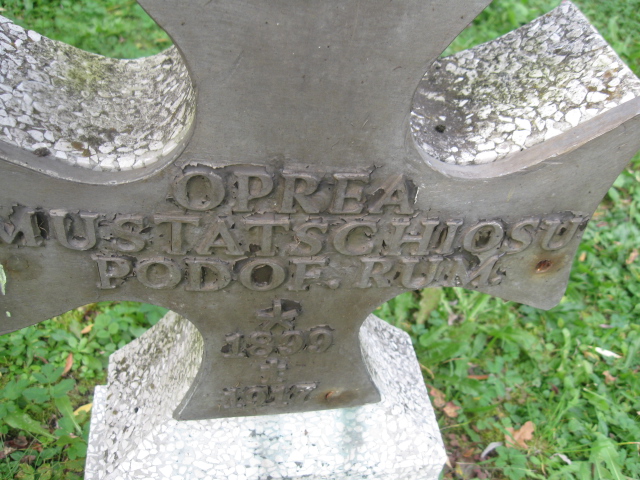 OPREA
MUSTATSCHIOSU
PODOF. RUM.
1899
1917